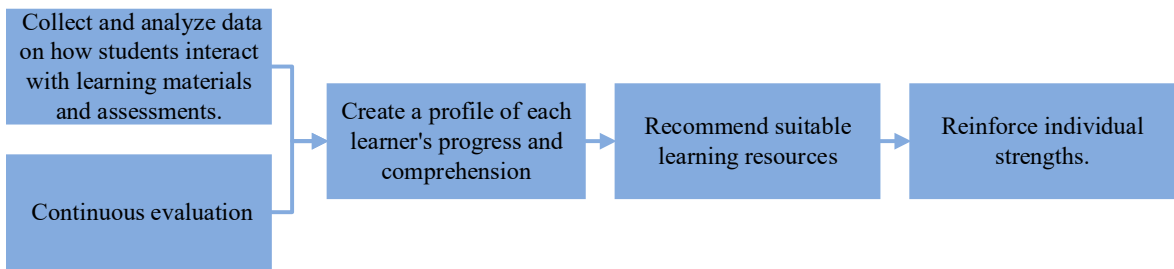 Collect and analyze data
on how students interact
with learning materials
and assessments.
Continuous evaluation
Create a profile of each
learner's progress and
comprehension
Recommend suitable
learning resources
Reinforce individual
strengths.